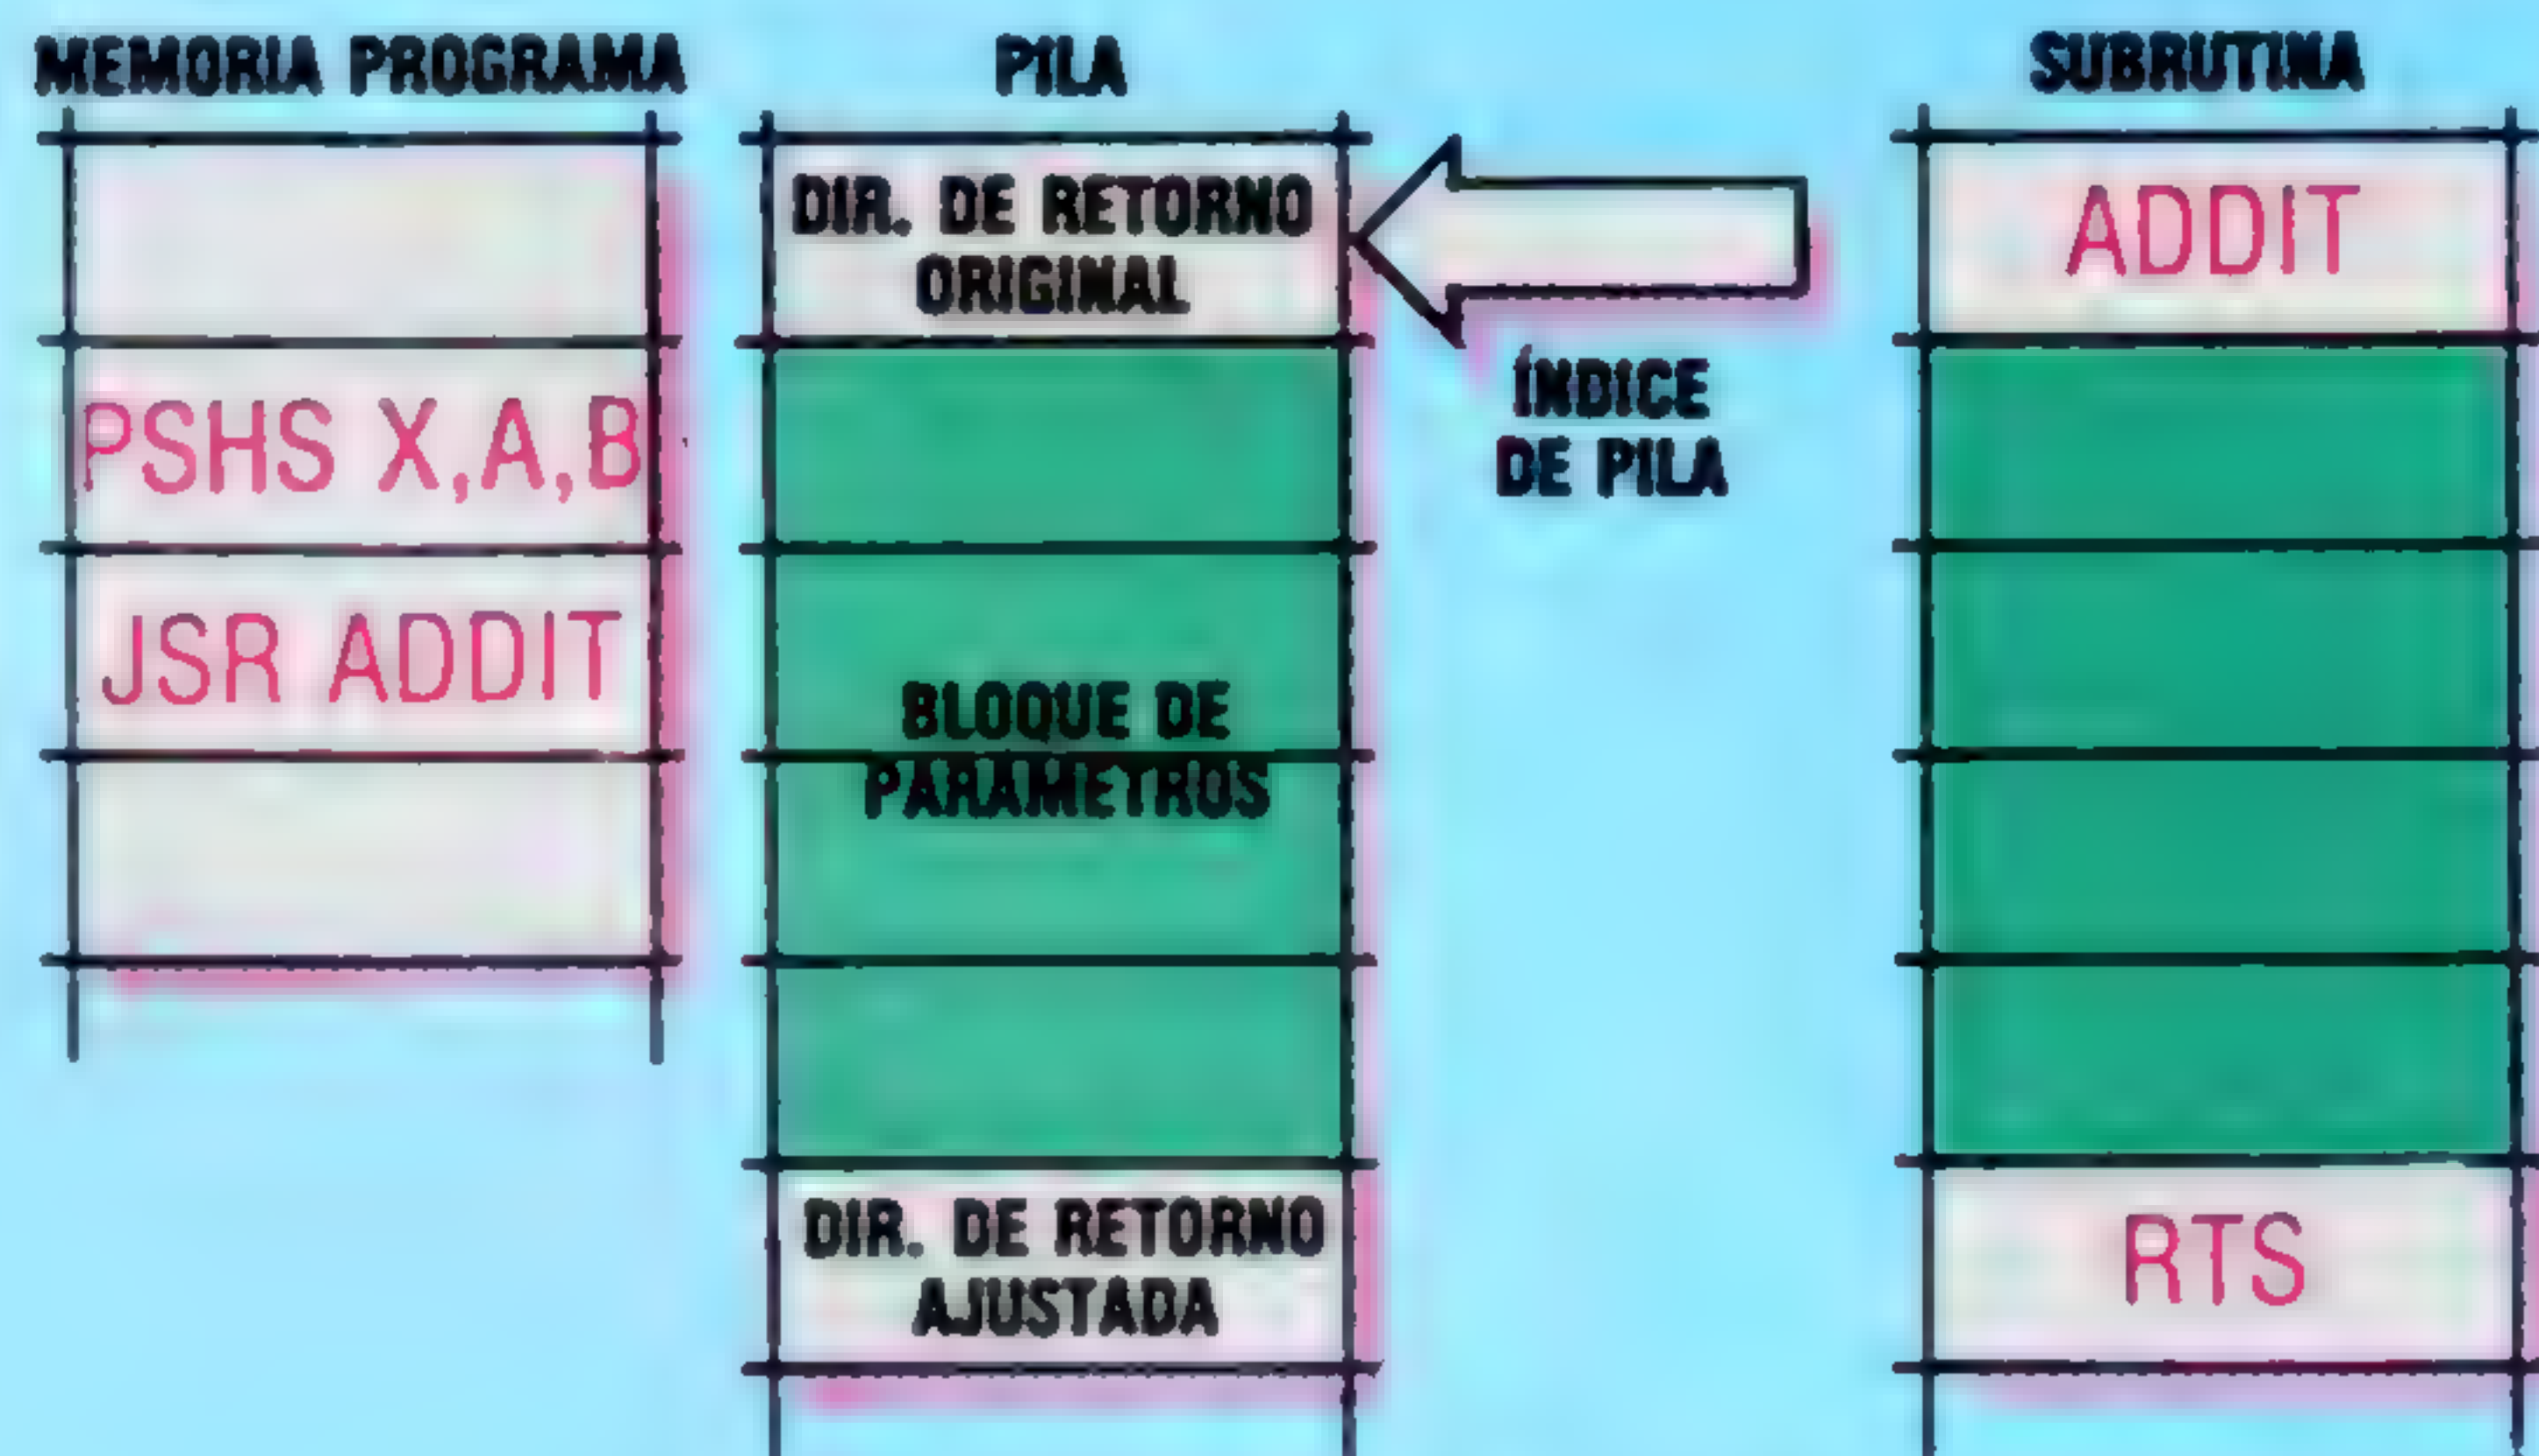 MEMORIA PROGRAMA
PSHS X,A,B
JSR ADDIT
PILA
DIR. DE RETORNO
ORIGINAL
BLOQUE DE
PARAMETROS
DIR. DE RETORNO
AJUSTADA
ÍNDICE
DE PILA
SUBRUTINA
ADDIT
RTS